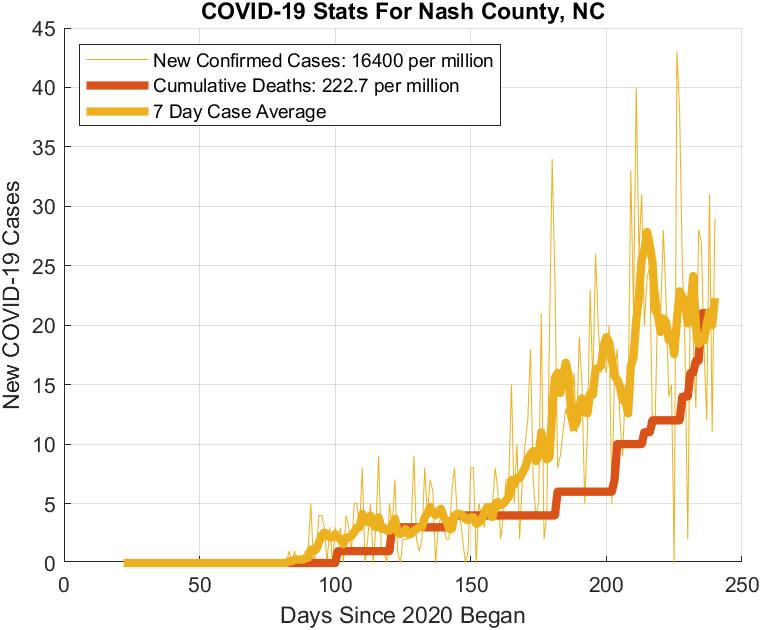 COVID-19 Stats For Nash County, NC
New Confirmed Cases: 16400 per million
Cumulative Deaths: 222.7 per million
7 Day Case Average
New COVID-19 Cases
45
40
35
30
25
20
15
10
5
0
0 50 100 150 200 250
Days Since 2020 Began